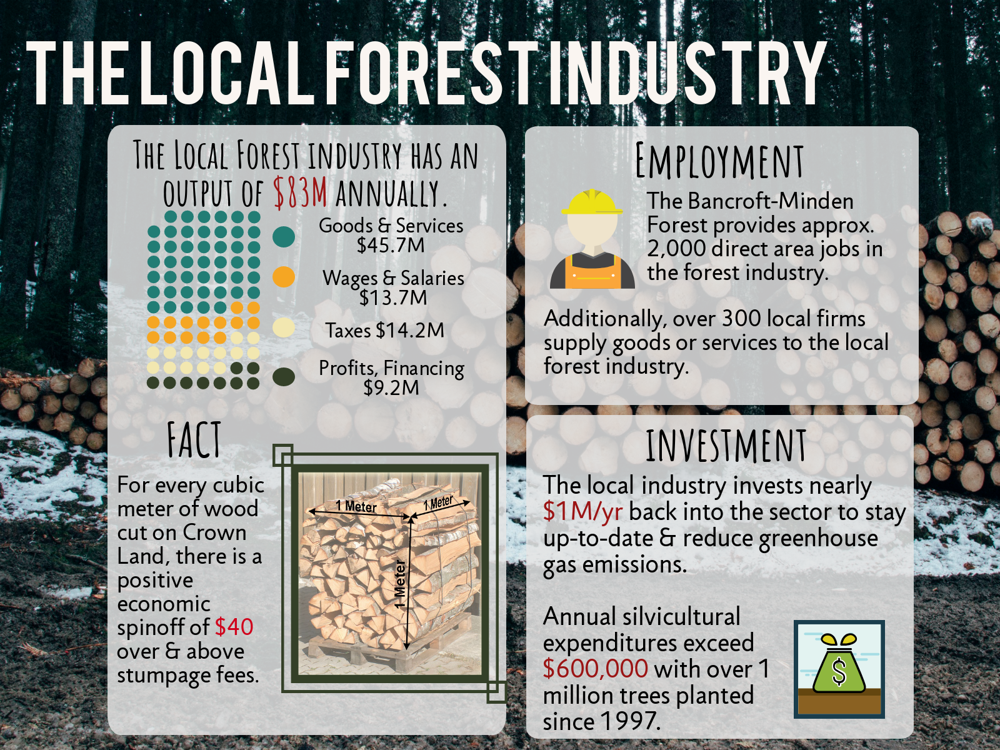 THE LOCAL FOREST INDUSTRY
THE LOCAL FOREST INDUSTRY HAS AN
OUTPUT OF $83M ANNUALLY.
Goods & Services
$45.7M
Wages & Salaries
$13.7M
Taxes $14.2M
Profits, Financing
$9.2M
FACT
For every cubic
meter of wood
cut on Crown
Land, there is a
positive
economic
spinoff of $40
over & above
stumpage fees.
1 Meter
1 Meter
1 Meter
EMPLOYMENT
The Bancroft-Minden
Forest provides approx.
2,000 direct area jobs in
the forest industry.
Additionally, over 300 local firms
supply goods or services to the local
forest industry.
INVESTMENT
The local industry invests nearly
$1M/yr back into the sector to stay
up-to-date & reduce greenhouse
gas emissions.
Annual silvicultural
expenditures exceed
$600,000 with over 1
million trees planted
since 1997.
$